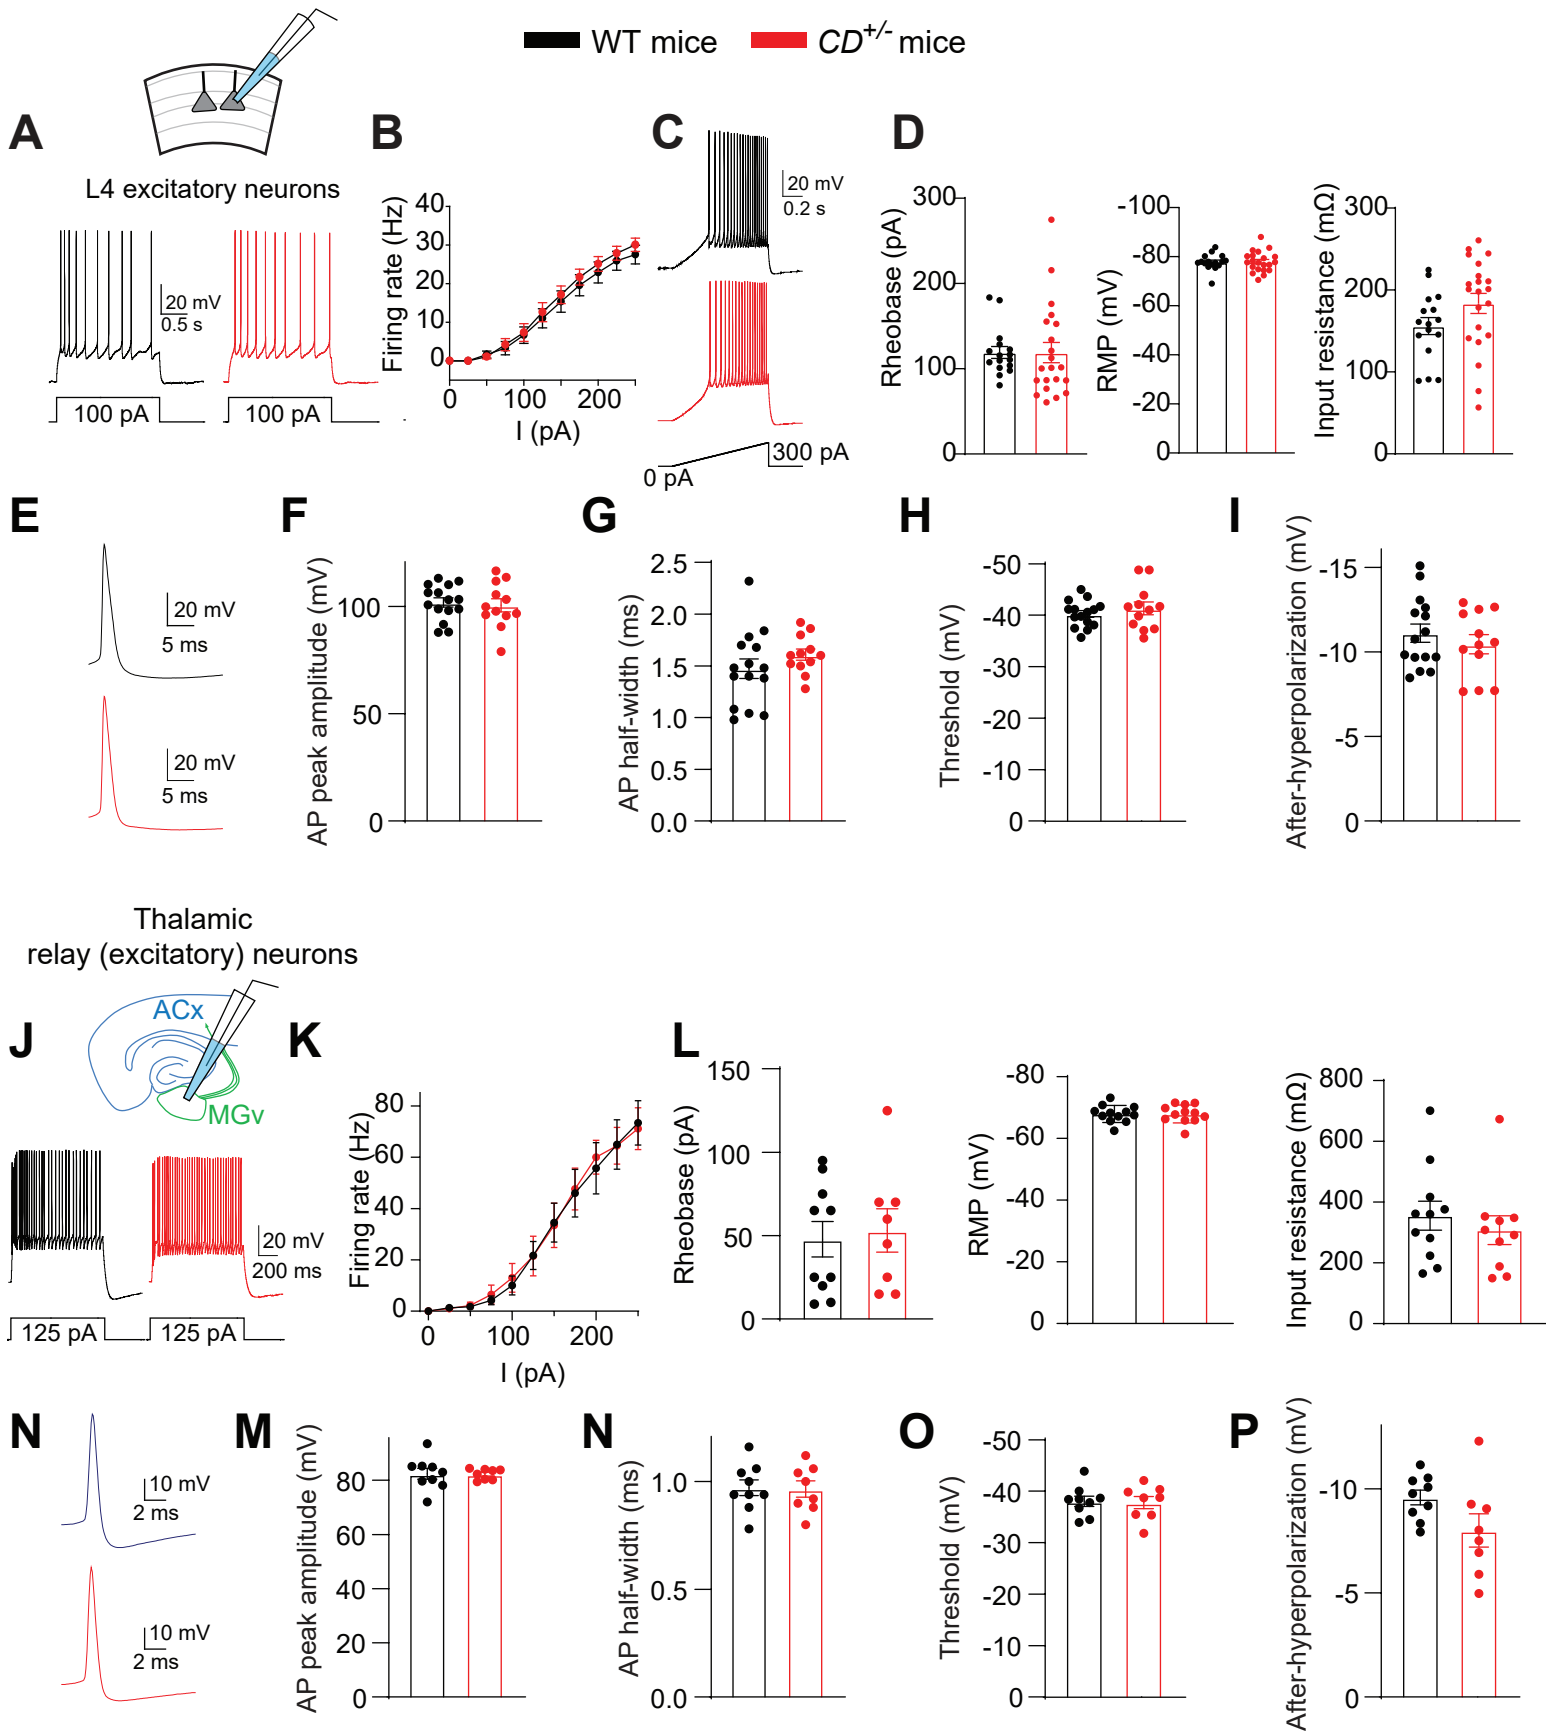 WT mice
CD+/- mice
A
L4 excitatory neurons
20 mV
0.5 s
100 pA
100 pA
B
Firing rate (Hz)
40
30
20
10
0
0
100
200
I (pA)
C
20 mV
0.2 s
0 pA
300 pA
D
Rheobase (pA)
300
200
100
0
RMP (mV)
-100
-80
-60
-40
-20
0
Input resistance (mΩ)
300
200
100
0
E
20 mV
5 ms
20 mV
5 ms
F
AP peak amplitude (mV)
100
50
0
G
AP half-width (ms)
2.5
2.0
1.5
1.0
0.5
0.0
H
Threshold (mV)
-50
-40
-30
-20
-10
0
I
After-hyperpolarization (mV)
-15
-10
-5
0
Thalamic
relay (excitatory) neurons
J
ACx
MGv
20 mV
200 ms
125 pA
125 pA
K
Firing rate (Hz)
80
60
40
20
0
0
100
200
I (pA)
L
Rheobase (pA)
150
100
50
0
RMP (mV)
-80
-60
-40
-20
0
Input resistance (mΩ)
800
600
400
200
0
N
10 mV
2 ms
10 mV
2 ms
M
AP peak amplitude (mV)
80
60
40
20
0
N
AP half-width (ms)
1.0
0.5
0.0
O
Threshold (mV)
-50
-40
-30
-20
-10
0
P
After-hyperpolarization (mV)
-10
-5
0